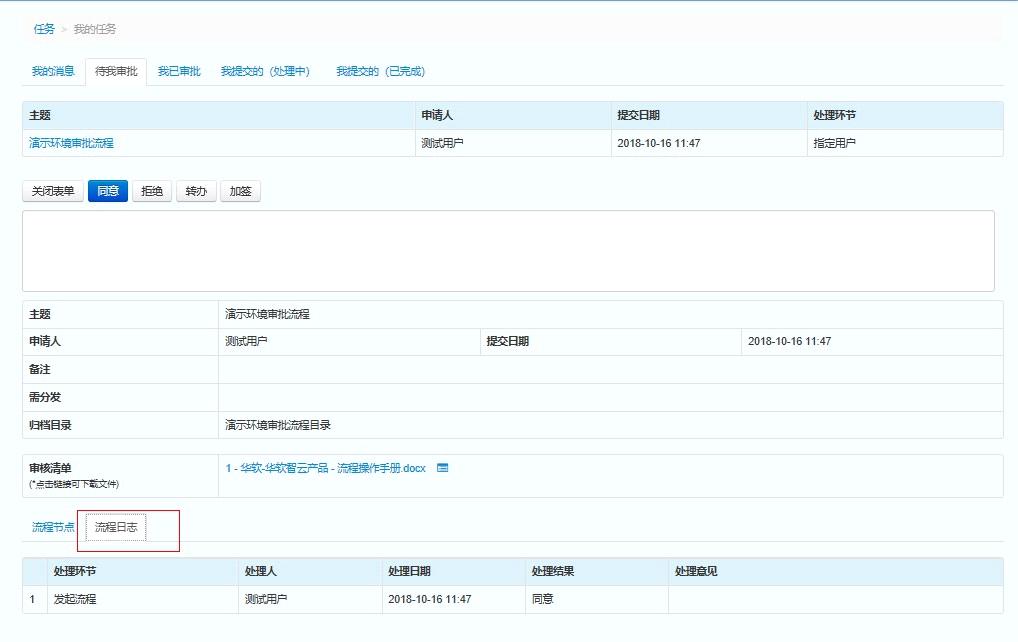 任务 > 我的任务
我的消息 待我审批 我已审批 我提交的（处理中） 我提交的（已完成）
主题 申请人 提交日期 处理环节
演示环境审批流程 测试用户 2018-10-16 11:47 指定用户
关闭表单 同意 拒绝 转办 加签
主题 演示环境审批流程
申请人 测试用户 提交日期 2018-10-16 11:47
备注
需分发
归档目录 演示环境审批流程目录
审核清单 1 - 华软-华软智云产品 - 流程操作手册.docx
(*点击链接可下载文件)
流程节点 流程日志
处理环节 处理人 处理日期 处理结果 处理意见
1 发起流程 测试用户 2018-10-16 11:47 同意